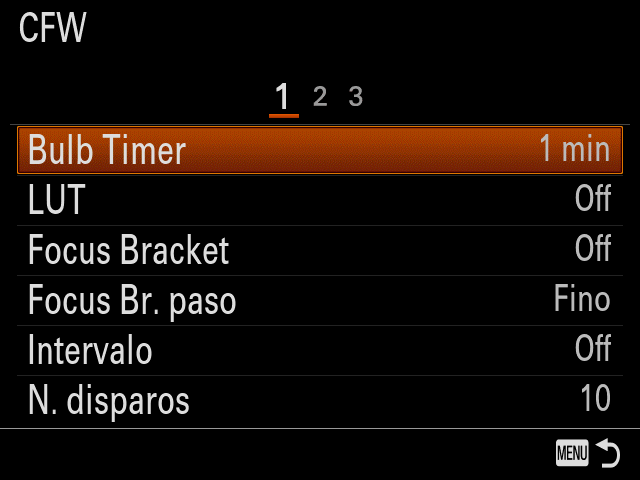 CFW
1 2 3
Bulb Timer 1 min
LUT Off
Focus Bracket Off
Focus Br. paso Fino
Intervalo Off
N. disparos 10
MENU